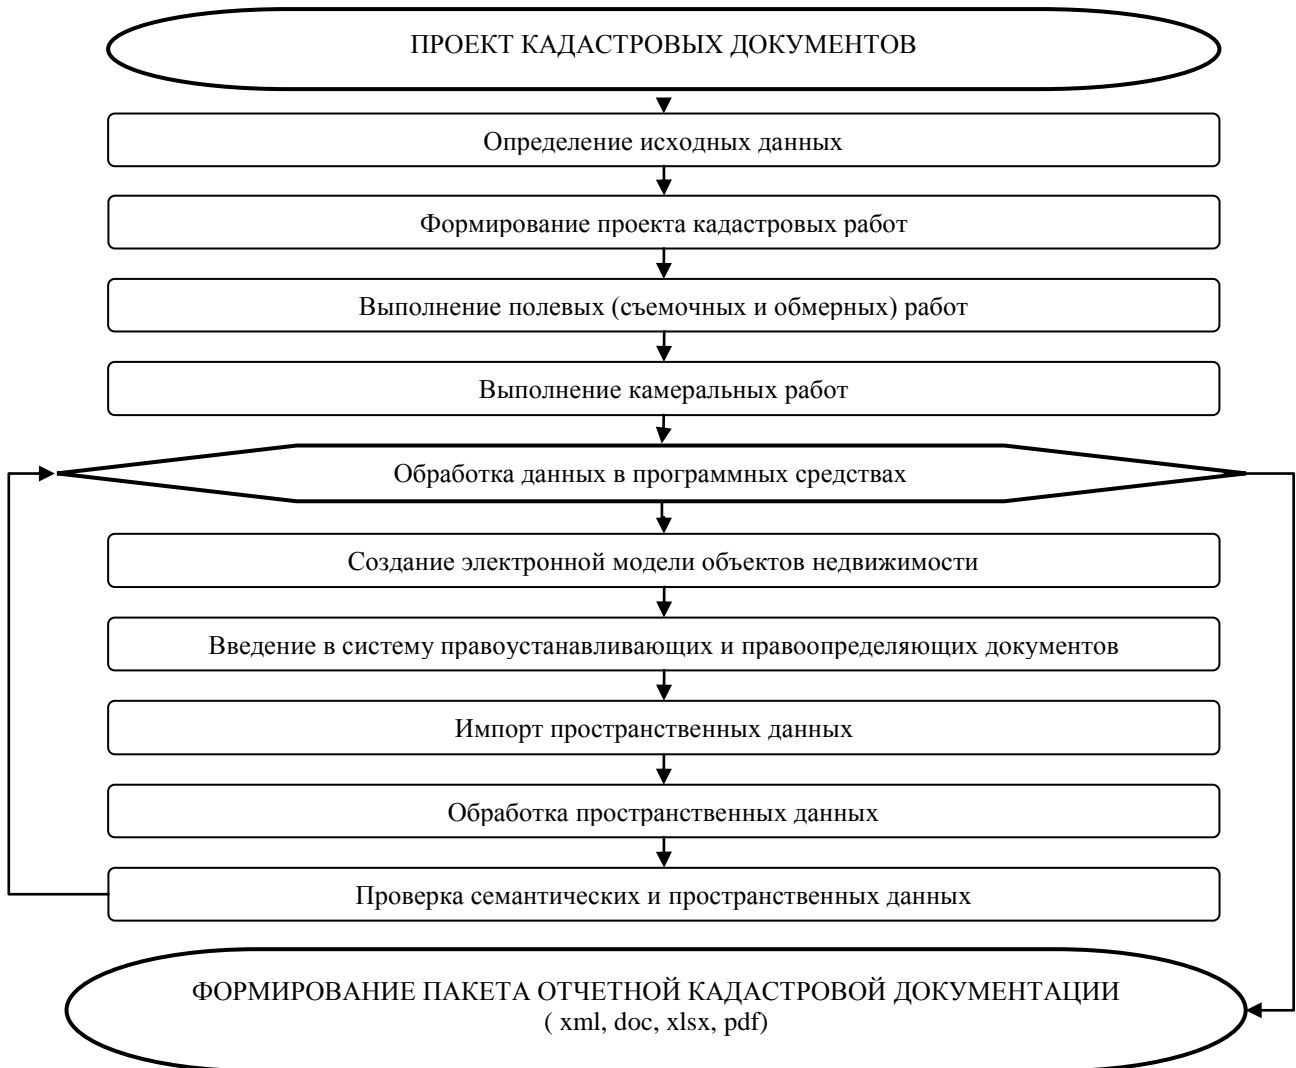 ПРОЕКТ КАДАСТРОВЫХ ДОКУМЕНТОВ
Определение исходных данных
Формирование проекта кадастровых работ
Выполнение полевых (съемочных и обмерных) работ
Выполнение камеральных работ
Обработка данных в программных средствах
Создание электронной модели объектов недвижимости
Введение в систему правоустанавливающих и правоопределяющих документов
Импорт пространственных данных
Обработка пространственных данных
Проверка семантических и пространственных данных
ФОРМИРОВАНИЕ ПАКЕТА ОТЧЕТНОЙ КАДАСТРОВОЙ ДОКУМЕНТАЦИИ
( xml, doc, xlsx, pdf)